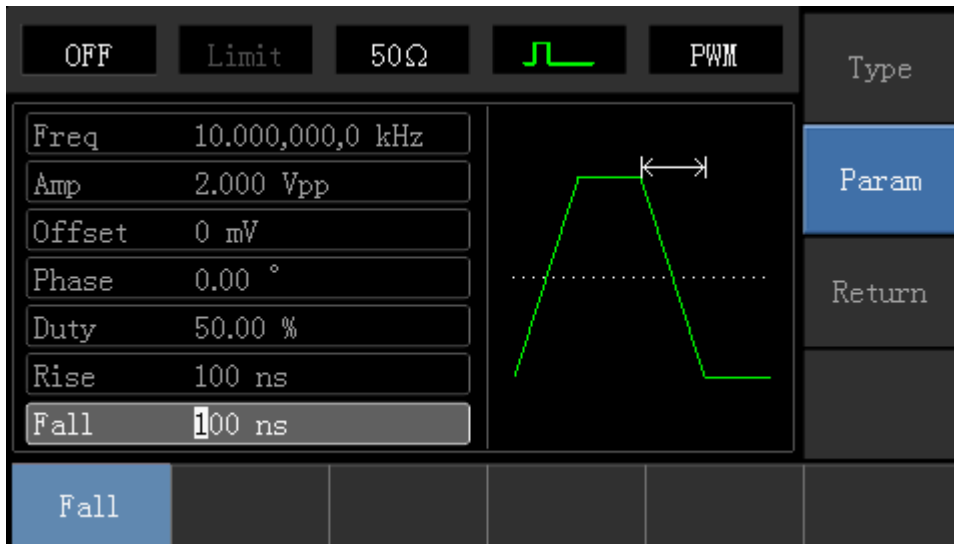 OFF Limit 50Ω PWM
Type
Freq 10.000,000,0 kHz
Amp 2.000 Vpp
Param
Offset 0 mV
Phase 0.00 °
Return
Duty 50.00 %
Rise 100 ns
Fall 100 ns
Fall